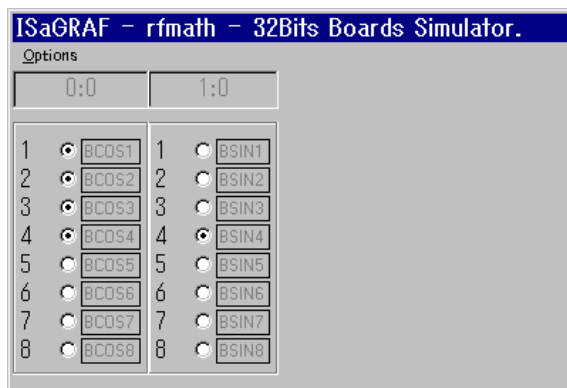 ISaGRAF - rfmath - 32Bits Boards Simulator.
Options
0:0 1:0
1 BCOS1 1 BSIN1
2 BCOS2 2 BSIN2
3 BCOS3 3 BSIN3
4 BCOS4 4 BSIN4
5 BCOS5 5 BSIN5
6 BCOS6 6 BSIN6
7 BCOS7 7 BSIN7
8 BCOS8 8 BSIN8